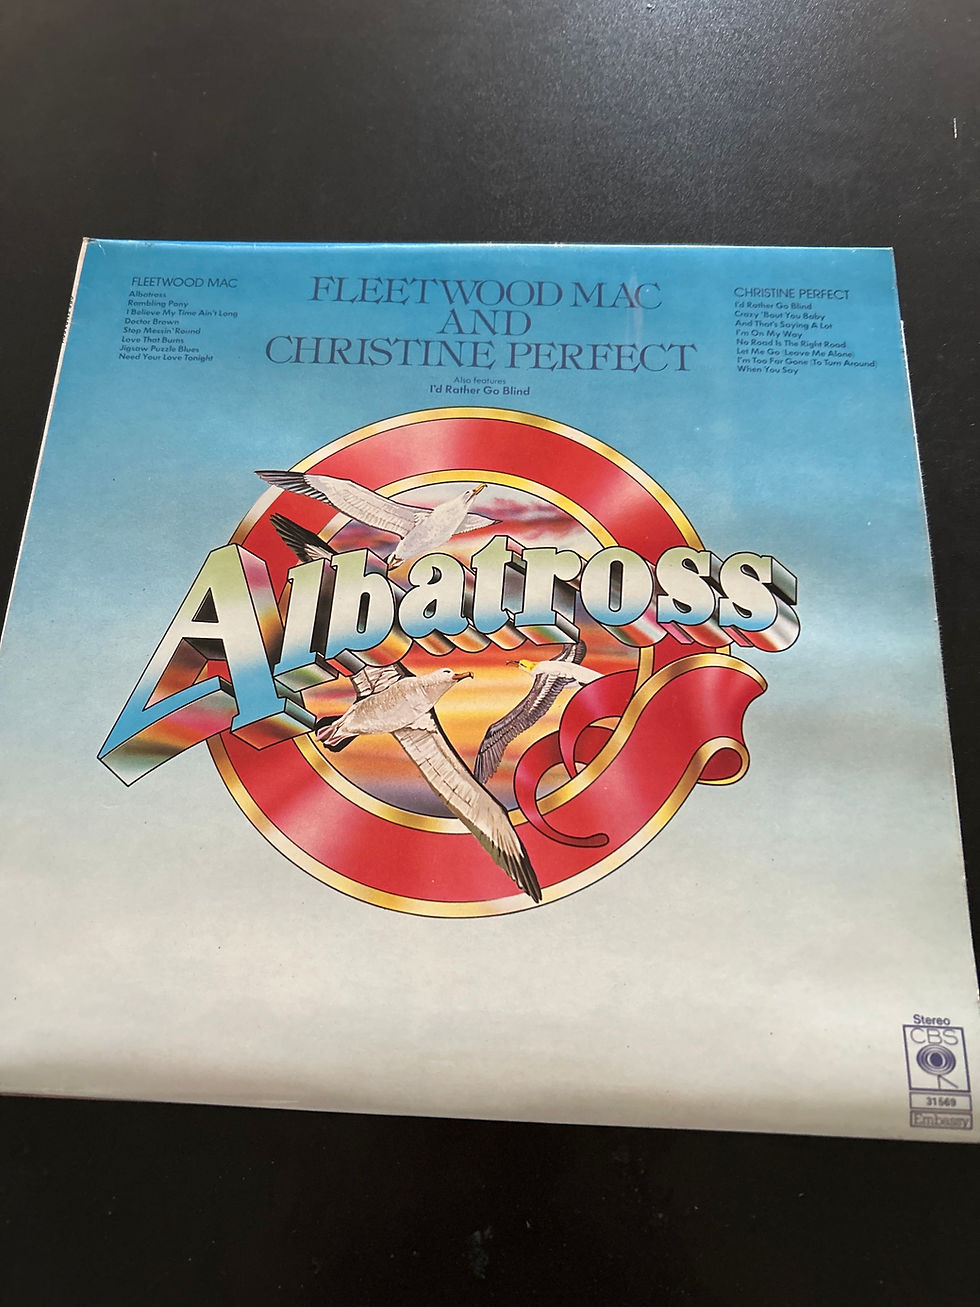 FLEETWOOD MAC
Albatross
Rambling Pony
I Believe My Time Ain't Long
Doctor Brown
Stop Messin' Round
Love That Burns
Jigsaw Puzzle Blues
Need Your Love Tonight
FLEETWOOD MAC
AND
CHRISTINE PERFECT
Also features
I'd Rather Go Blind
CHRISTINE PERFECT
I'd Rather Go Blind
Crazy 'Bout You Baby
And That's Saying A Lot
I'm On My Way
No Road Is The Right Road
Let Me Go (Leave Me Alone)
I'm Too Far Gone (To Turn Around)
When You Say
Albatross
Stereo
CBS
31569
Embassy